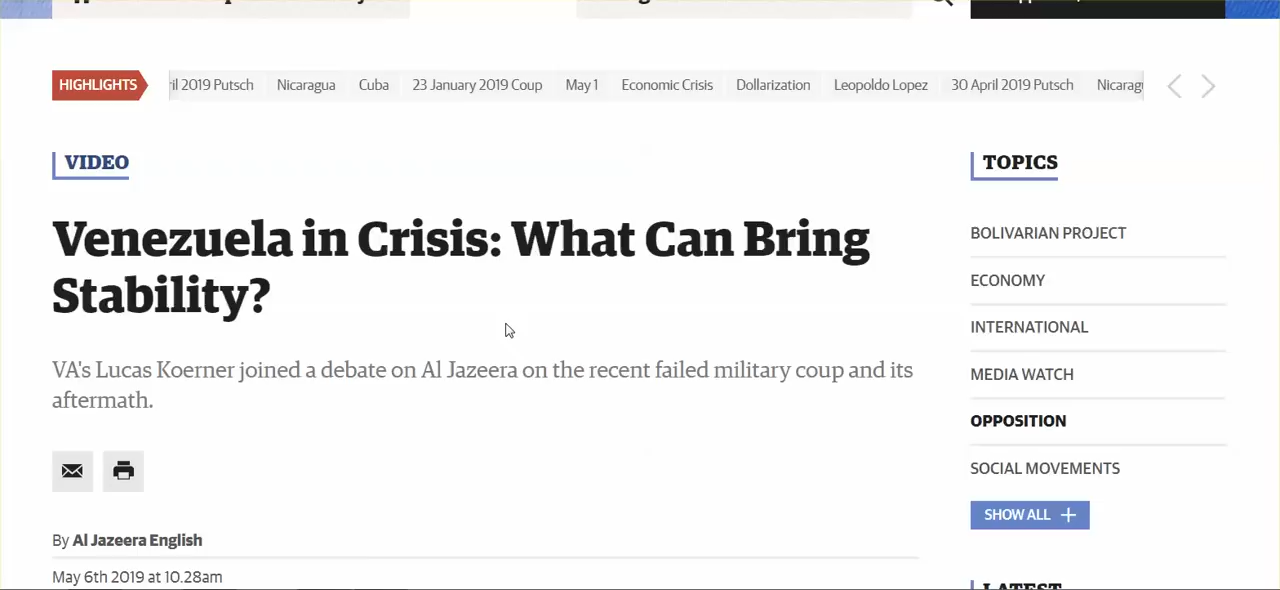 HIGHLIGHTS
ril 2019 Putsch Nicaragua Cuba 23 January 2019 Coup May 1 Economic Crisis Dollarization Leopoldo Lopez 30 April 2019 Putsch Nicarag
VIDEO
TOPICS
Venezuela in Crisis: What Can Bring
Stability?
VA's Lucas Koerner joined a debate on Al Jazeera on the recent failed military coup and its
aftermath.
By Al Jazeera English
May 6th 2019 at 10.28am
BOLIVARIAN PROJECT
ECONOMY
INTERNATIONAL
MEDIA WATCH
OPPOSITION
SOCIAL MOVEMENTS
SHOW ALL +
LATEST